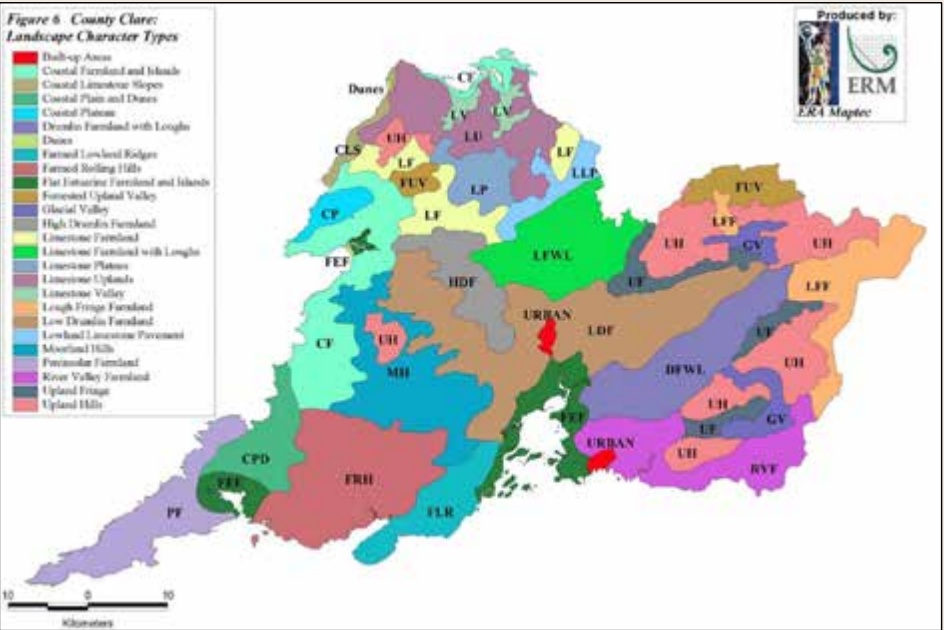 Figure 6 County Clare:
Landscape Character Types
Built-up Areas
Coastal Farmland and Islands
Coastal Limestone Slopes
Coastal Plain and Dunes
Coastal Plateau
Drumlin Farmland with Loughs
Dunes
Farmed Lowland Ridges
Farmed Rolling Hills
Flat Estuarine Farmland and Islands
Forested Upland Valley
Glacial Valley
High Drumlin Farmland
Limestone Farmland
Limestone Farmland with Loughs
Limestone Plateau
Limestone Uplands
Limestone Valley
Lough Fringe Farmland
Low Drumlin Farmland
Lowland Limestone Pavement
Moorland Hills
Peninsular Farmland
River Valley Farmland
Upland Fringe
Upland Hills
Produced by:
ERM
ERA Maptec
CF
Dunes
LV
LV
UH
LU
CLS
LF
LF
LLP
FUV
LP
FUV
CP
LF
LFF
UH
GV
UH
LFWL
FEF
HDF
UF
LFF
URBAN
LDF
UF
CF
UH
MH
DFWL
UH
UH
FEF
UF
GV
URBAN
UH
CPD
FEF
FRH
RVF
PF
FLR
10
0
10
Kilometers